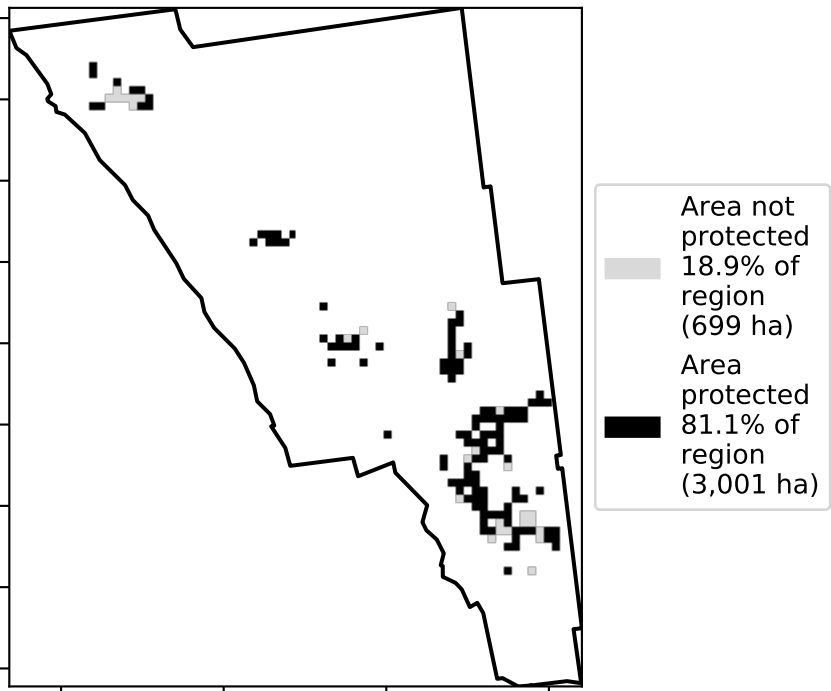 Area not
protected
18.9% of
region
(699 ha)
Area
protected
81.1% of
region
(3,001 ha)